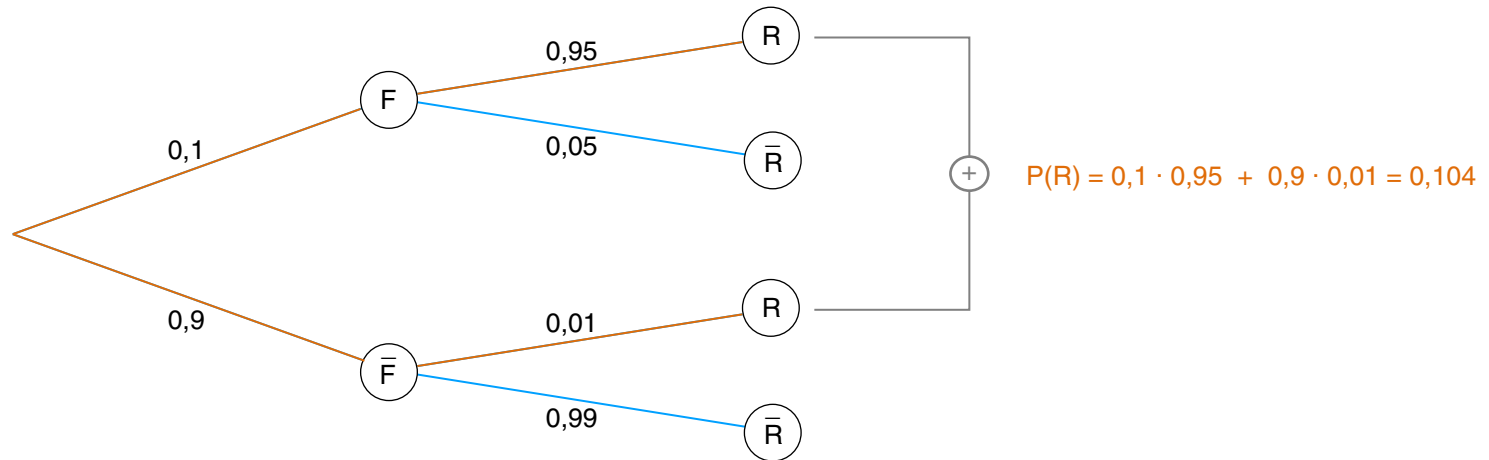 R
0,95
F
0,1
0,05
R̅
+
P(R) = 0,1 · 0,95 + 0,9 · 0,01 = 0,104
R
0,01
0,9
F̅
0,99
R̅